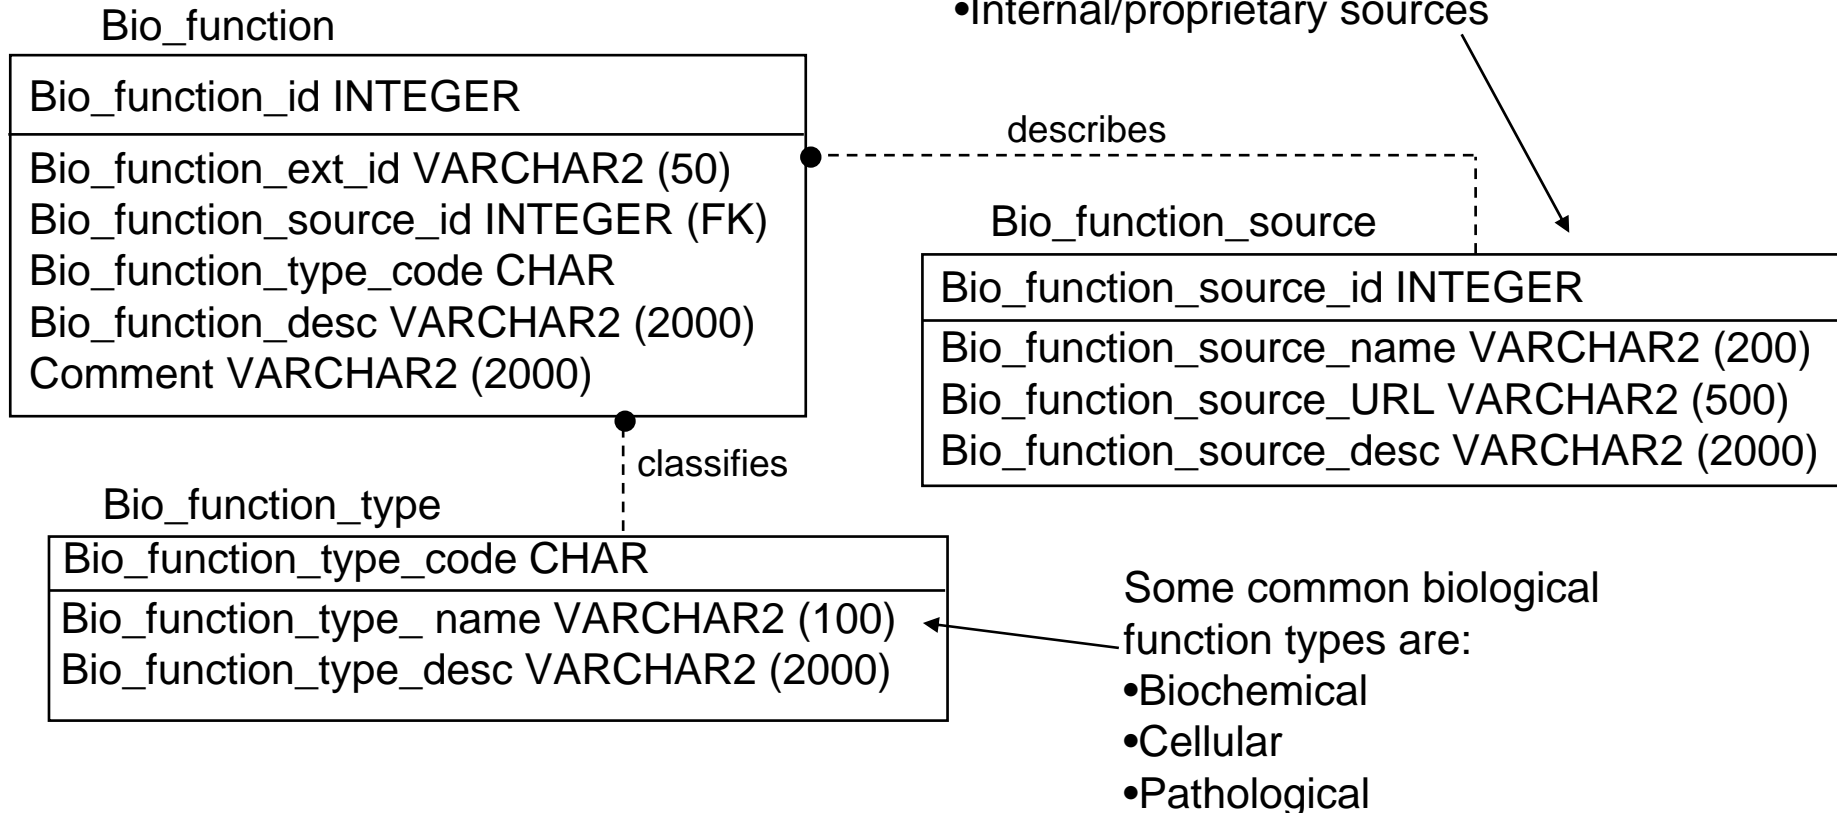 •Internal/proprietary sources
Bio_function
Bio_function_id INTEGER
Bio_function_ext_id VARCHAR2 (50)
Bio_function_source_id INTEGER (FK)
Bio_function_type_code CHAR
Bio_function_desc VARCHAR2 (2000)
Comment VARCHAR2 (2000)
describes
Bio_function_source
Bio_function_source_id INTEGER
Bio_function_source_name VARCHAR2 (200)
Bio_function_source_URL VARCHAR2 (500)
Bio_function_source_desc VARCHAR2 (2000)
classifies
Bio_function_type
Bio_function_type_code CHAR
Bio_function_type_ name VARCHAR2 (100)
Bio_function_type_desc VARCHAR2 (2000)
Some common biological
function types are:
•Biochemical
•Cellular
•Pathological